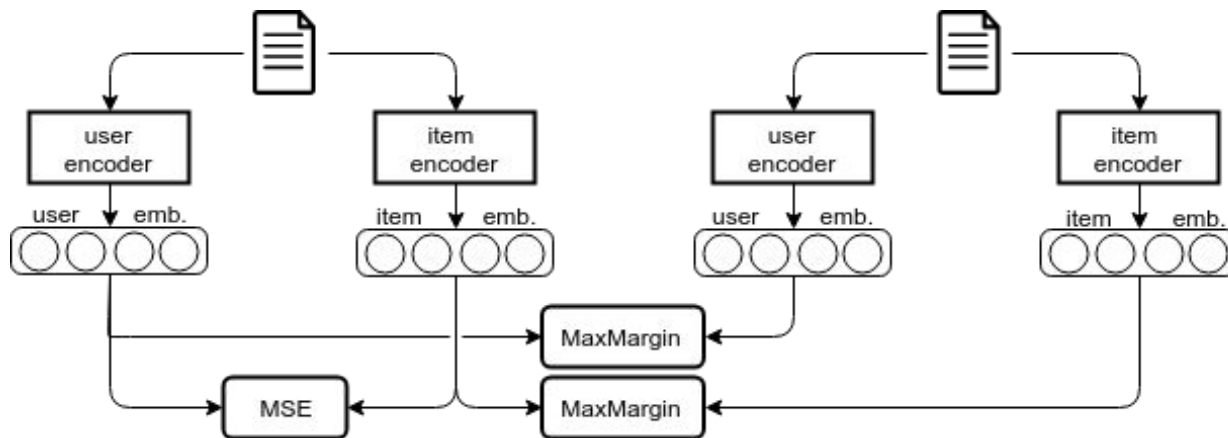 user
encoder
item
encoder
user
encoder
item
encoder
user emb.
item emb.
user emb.
item emb.
MaxMargin
MSE
MaxMargin